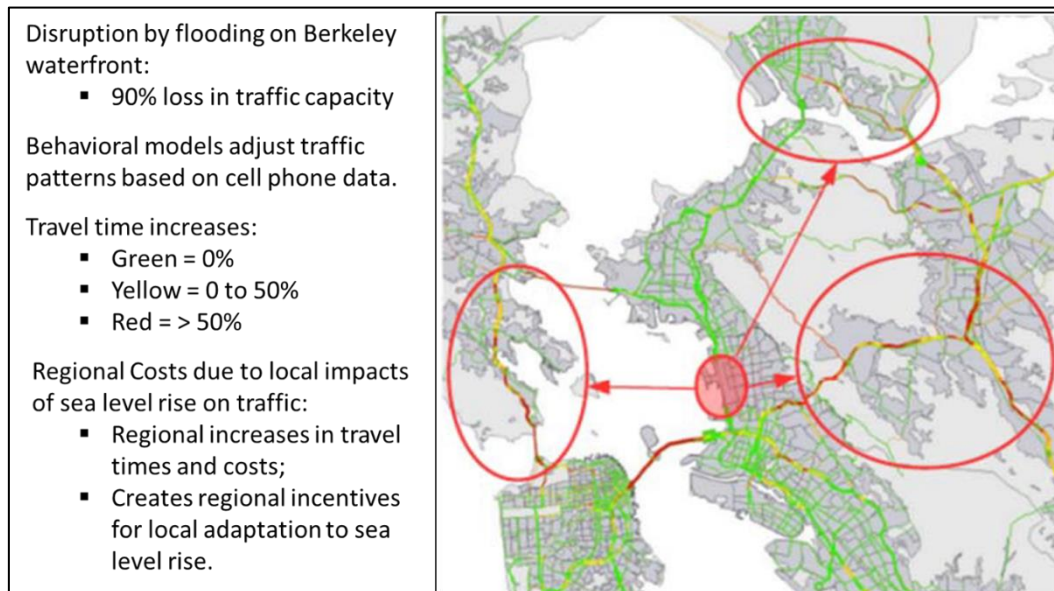 Disruption by flooding on Berkeley
waterfront:
▪ 90% loss in traffic capacity
Behavioral models adjust traffic
patterns based on cell phone data.
Travel time increases:
▪ Green = 0%
▪ Yellow = 0 to 50%
▪ Red = > 50%
Regional Costs due to local impacts
of sea level rise on traffic:
▪ Regional increases in travel
times and costs;
▪ Creates regional incentives
for local adaptation to sea
level rise.